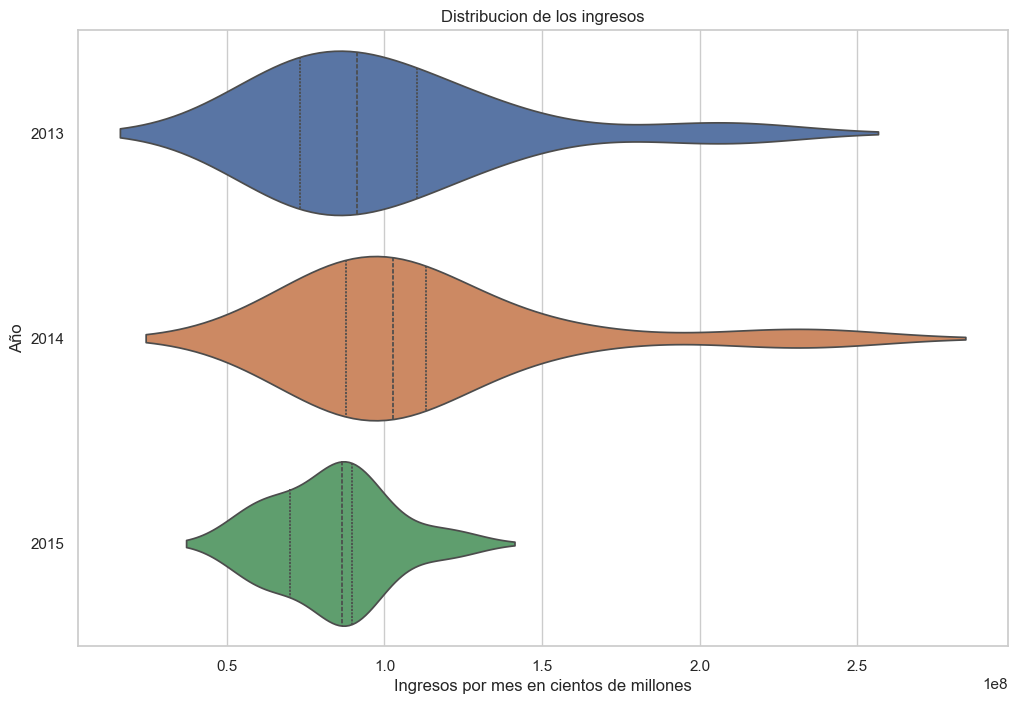 Distribucion de los ingresos
Año
2013
2014
2015
0.5 1.0 1.5 2.0 2.5
1e8
Ingresos por mes en cientos de millones